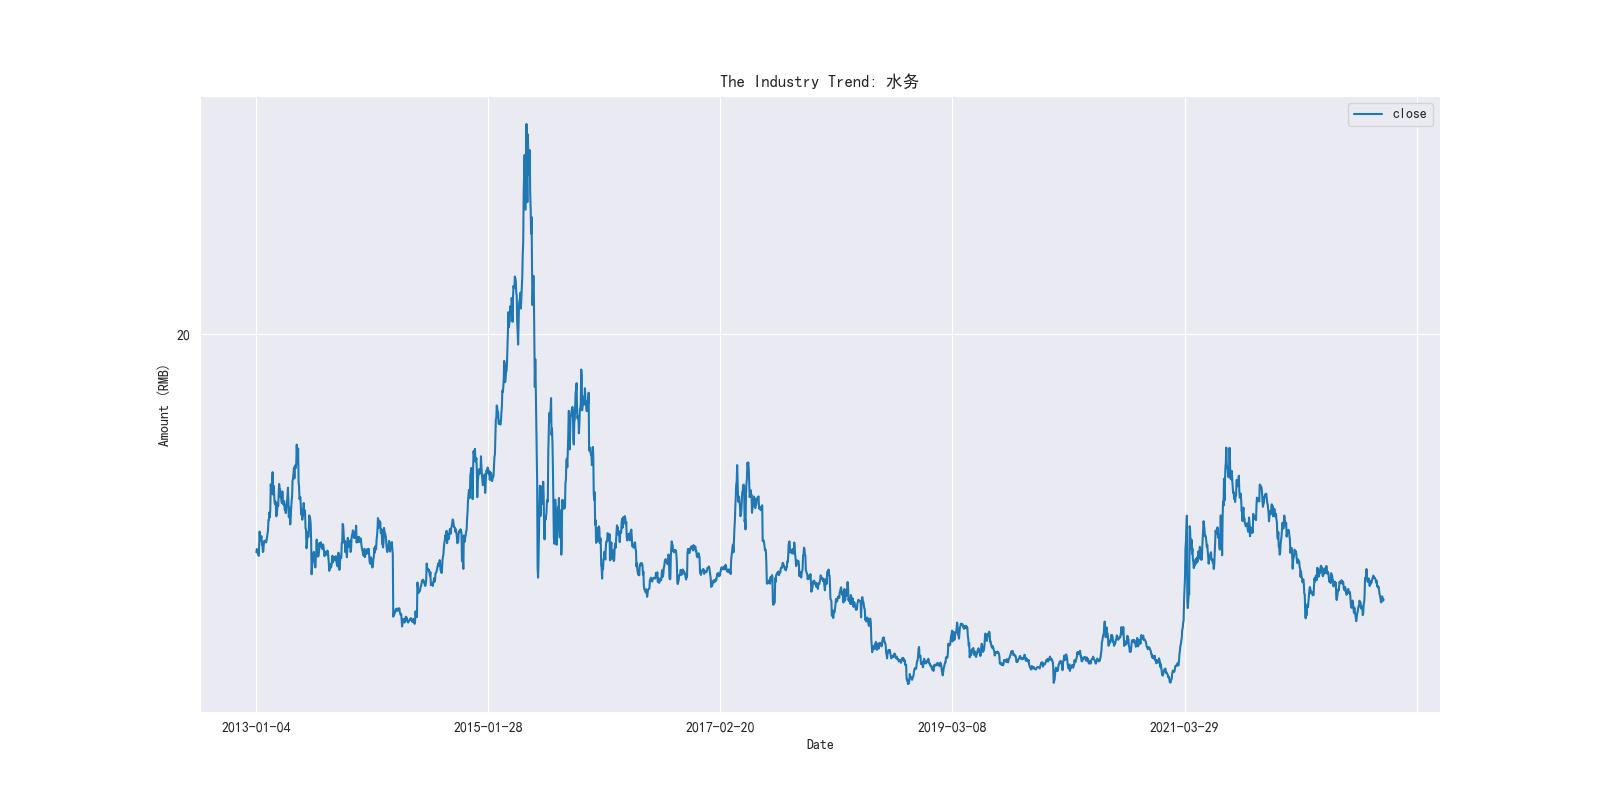 The Industry Trend: 水务
close
20
Amount (RMB)
2013-01-04
2015-01-28
2017-02-20
2019-03-08
2021-03-29
Date